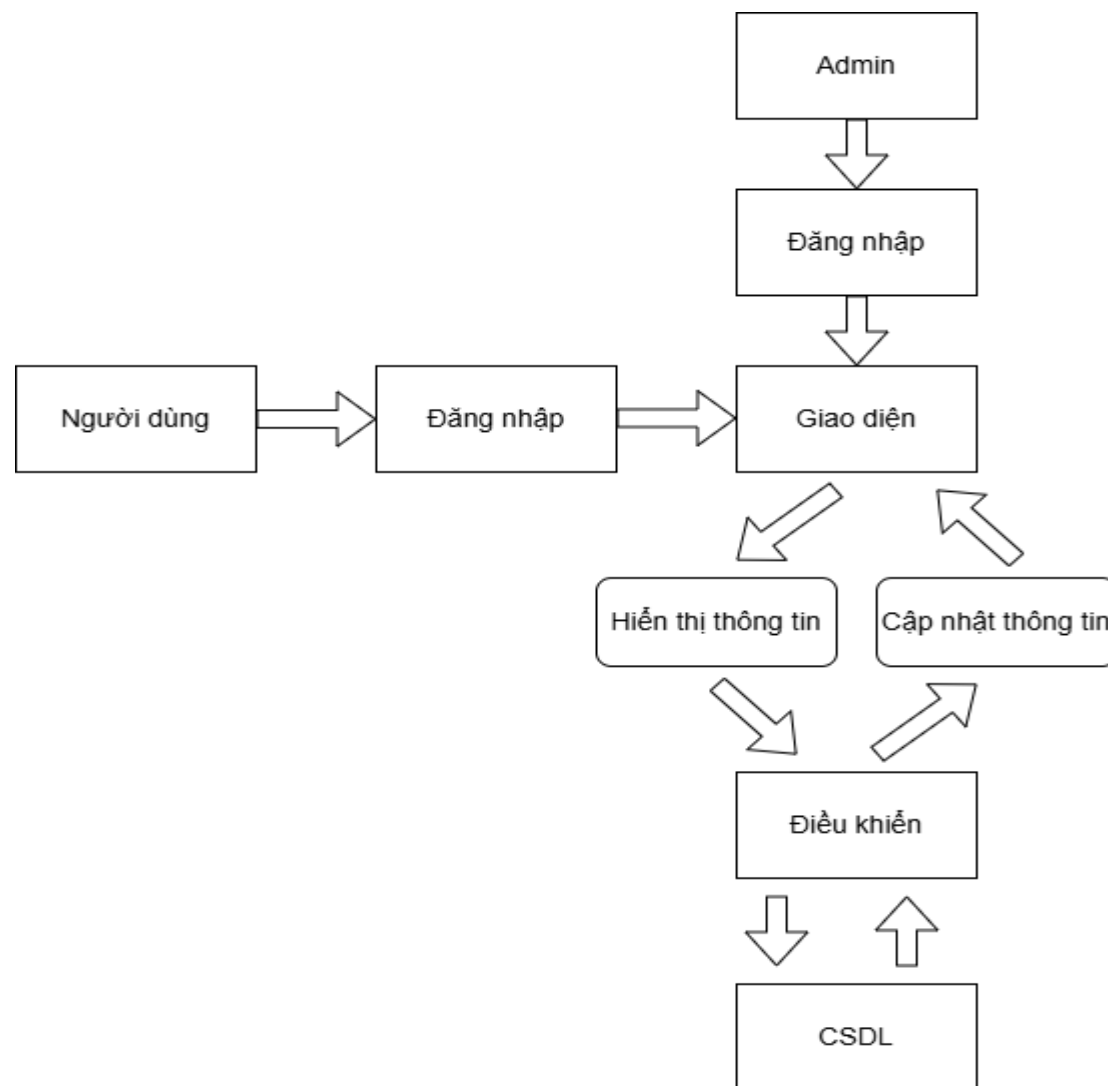 Admin
Đăng nhập
Người dùng
Đăng nhập
Giao diện
Hiển thị thông tin
Cập nhật thông tin
Điều khiển
CSDL